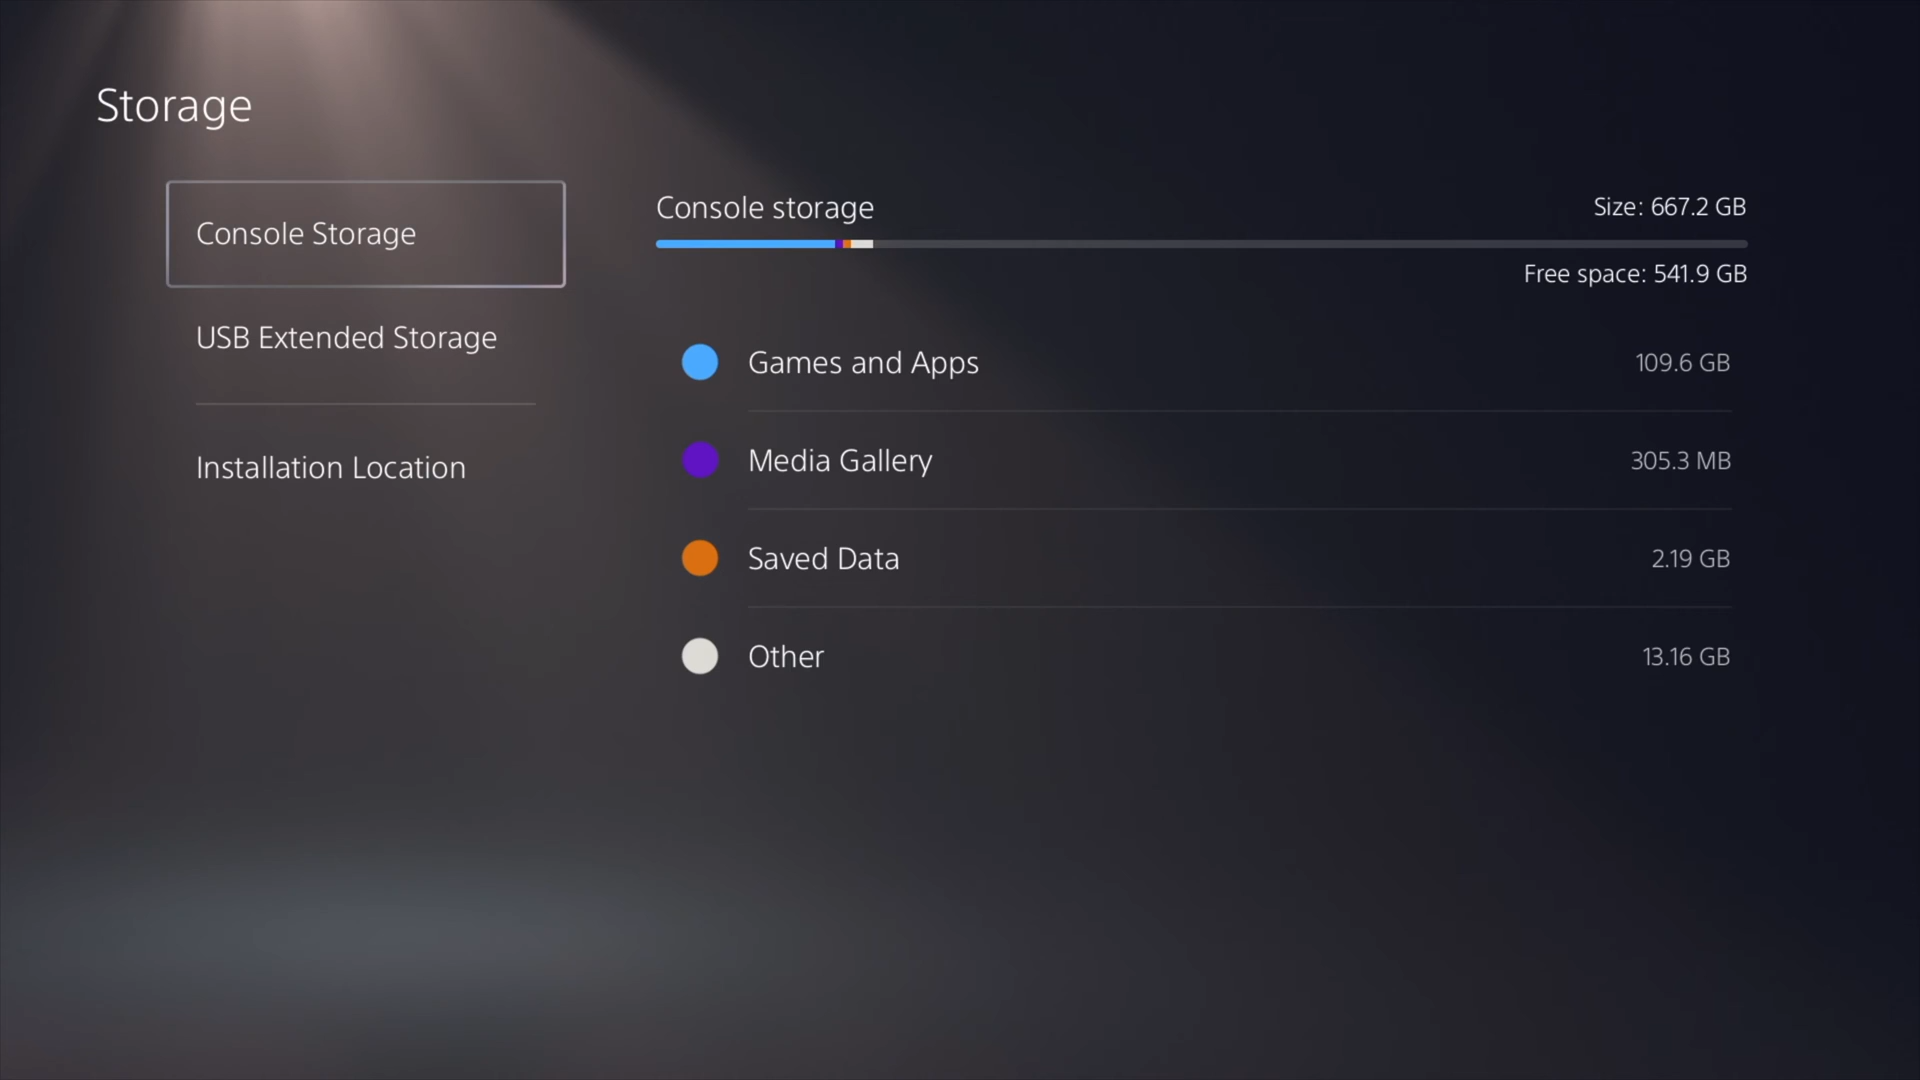 Storage
Console Storage
USB Extended Storage
Installation Location
Console storage
Size: 667.2 GB
Free space: 541.9 GB
Games and Apps 109.6 GB
Media Gallery 305.3 MB
Saved Data 2.19 GB
Other 13.16 GB